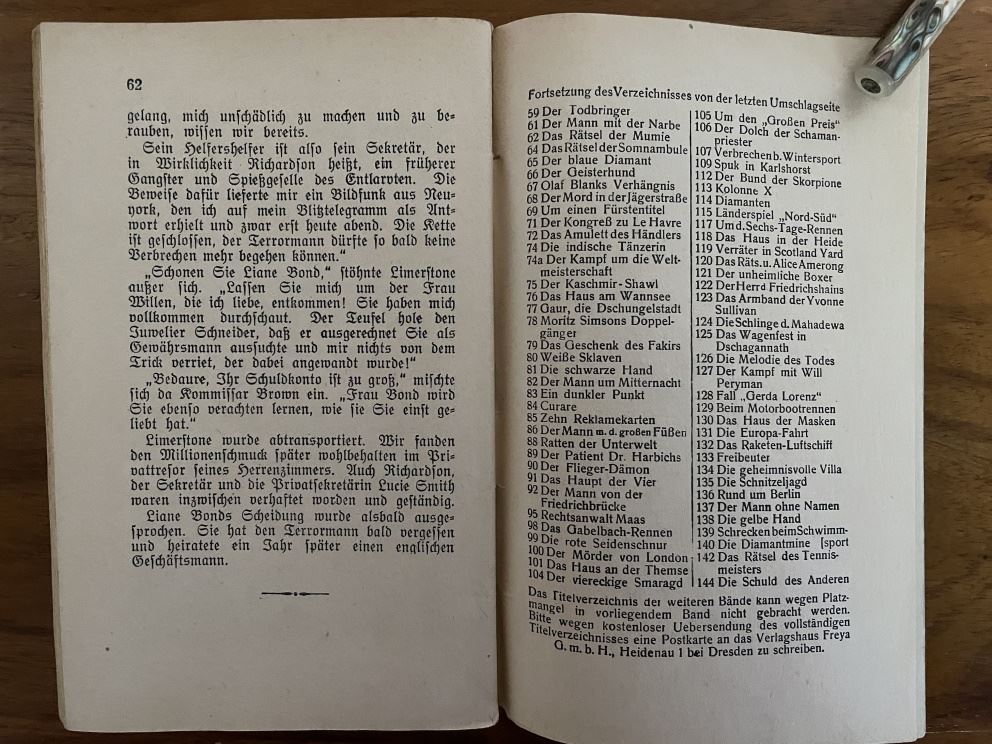 62
gelang, mich unschädlich zu machen und zu be-
rauben, wissen wir bereits.
Sein Helfershelfer ist also sein Sekretär, der
in Wirklichkeit Richardson heißt, ein früherer
Gangster und Spießgeselle des Entlarvten. Die
Beweise dafür lieferte mir ein Bildfunk aus Neu-
york, den ich auf mein Blitztelegramm als Ant-
wort erhielt und zwar erst heute abend. Die Kette
ist geschlossen, der Terrormann dürfte so bald keine
Verbrechen mehr begehen können.“
„Schonen Sie Liane Bond,“ stöhnte Limerstone
außer sich. „Lassen Sie mich um der Frau
Willen, die ich liebe, entkommen! Sie haben mich
vollkommen durchschaut. Der Teufel hole den
Juwelier Schneider, daß er ausgerechnet Sie als
Gewährsmann aussuchte und mir nichts von dem
Trick verriet, der dabei angewandt wurde!“
„Bedaure, Ihr Schuldkonto ist zu groß,“ mischte
sich da Kommissar Brown ein. „Frau Bond wird
Sie ebenso verachten lernen, wie sie Sie einst ge-
liebt hat.“
Limerstone wurde abtransportiert. Wir fanden
den Millionenschmuck später wohlbehalten im Pri-
vattresor seines Herrenzimmers. Auch Richardson,
der Sekretär und die Privatsekretärin Lucie Smith
waren inzwischen verhaftet worden und geständig.
Liane Bonds Scheidung wurde alsbald ausge-
sprochen. Sie hat den Terrormann bald vergessen
und heiratete ein Jahr später einen englischen
Geschäftsmann.
Fortsetzung des Verzeichnisses von der letzten Umschlagseite
59 Der Todbringer
61 Der Mann mit der Narbe
62 Das Rätsel der Mumie
64 Das Rätsel der Somnambule
65 Der blaue Diamant
66 Der Geisterhund
67 Olaf Blanks Verhängnis
68 Der Mord in der Jägerstraße
69 Um einen Fürstentitel
71 Der Kongreß zu Le Havre
72 Das Amulett des Händlers
74 Die indische Tänzerin
74a Der Kampf um die Welt-
meisterschaft
75 Der Kaschmir-Shawl
76 Das Haus am Wannsee
77 Gaur, die Dschungelstadt
78 Moritz Simsons Doppel-
gänger
79 Das Geschenk des Fakirs
80 Weiße Sklaven
81 Die schwarze Hand
82 Der Mann um Mitternacht
83 Ein dunkler Punkt
84 Curare
85 Zehn Reklamekarten
86 Der Mann m. d. großen Füßen
88 Ratten der Unterwelt
89 Der Patient Dr. Harbichs
90 Der Flieger-Dämon
91 Das Haupt der Vier
92 Der Mann von der
Friedrichbrücke
95 Rechtsanwalt Maas
98 Das Gabelbach-Rennen
99 Die rote Seidenschnur
100 Der Mörder von London
101 Das Haus an der Themse
104 Der viereckige Smaragd
105 Um den „Großen Preis“
106 Der Dolch der Schaman-
priester
107 Verbrechen b. Wintersport
109 Spuk in Karlshorst
112 Der Bund der Skorpione
113 Kolonne X
114 Diamanten
115 Länderspiel „Nord-Süd“
117 Um d. Sechs-Tage-Rennen
118 Das Haus in der Heide
119 Verräter in Scotland Yard
120 Das Räts. u. Alice Amerong
121 Der unheimliche Boxer
122 Der Herr d Friedrichshains
123 Das Armband der Yvonne
Sullivan
124 Die Schlinge d. Mahadewa
125 Das Wagenfest in
Dschagannath
126 Die Melodie des Todes
127 Der Kampf mit Will
Peryman
128 Fall „Gerda Lorenz“
129 Beim Motorbootrennen
130 Das Haus der Masken
131 Die Europa-Fahrt
132 Das Raketen-Luftschiff
133 Freibeuter
134 Die geheimnisvolle Villa
135 Die Schnitzeljagd
136 Rund um Berlin
137 Der Mann ohne Namen
138 Die gelbe Hand
139 Schrecken beim Schwimm-
140 Die Diamantmine [sport
142 Das Rätsel des Tennis-
meisters
144 Die Schuld des Anderen
Das Titelverzeichnis der weiteren Bände kann wegen Platz-
mangel in vorliegendem Band nicht gebracht werden.
Bitte wegen kostenloser Uebersendung des vollständigen
Titelverzeichnisses eine Postkarte an das Verlagshaus Freya
G. m. b. H., Heidenau 1 bei Dresden zu schreiben.